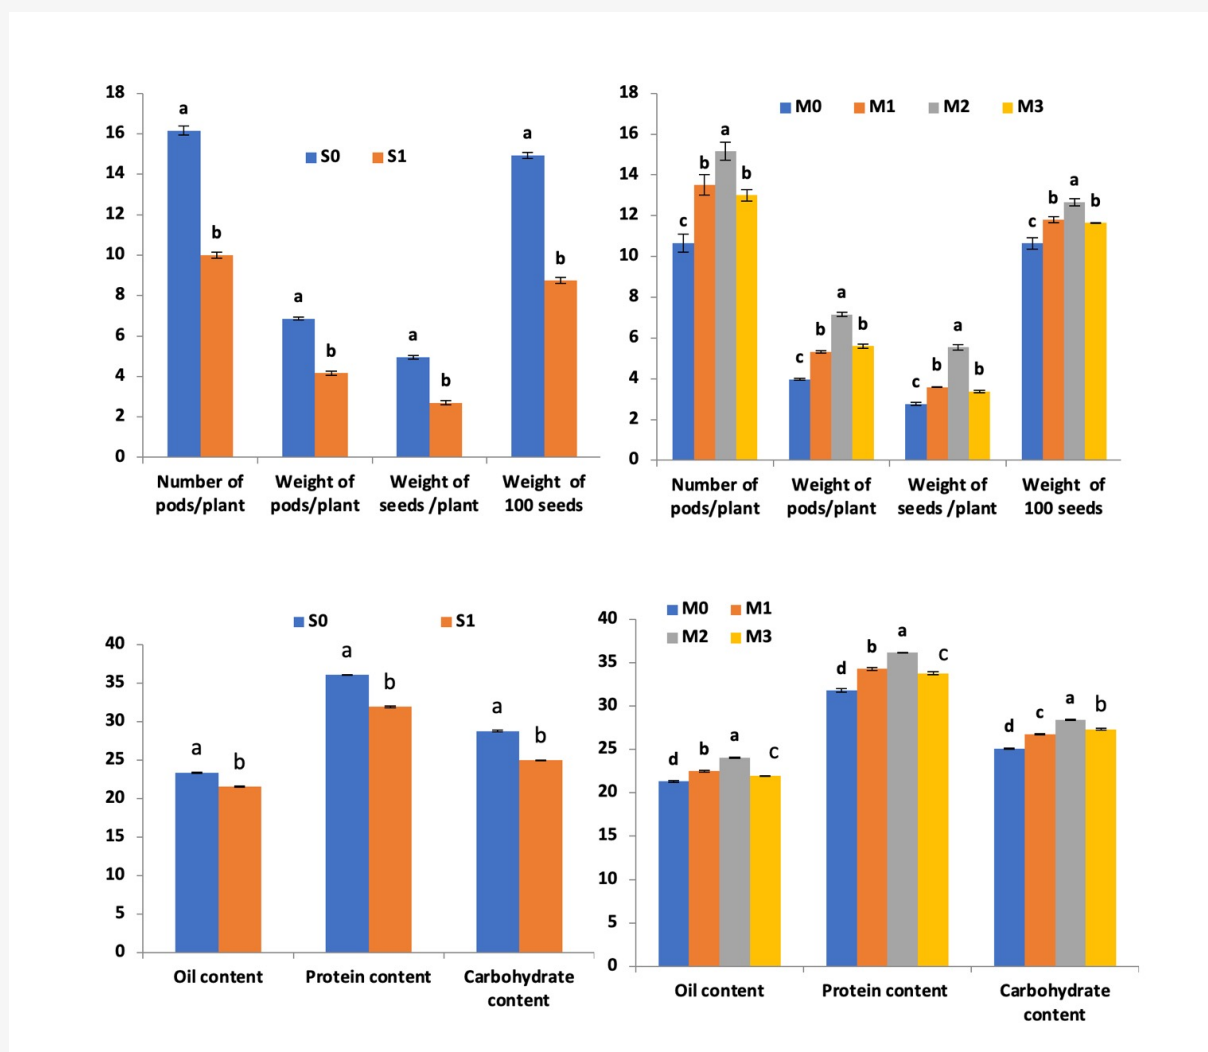 18
16
14
12
10
8
6
4
2
0
S0 S1
a
b
a
b
a
b
a
b
Number of pods/plant
Weight of pods/plant
Weight of seeds /plant
Weight of 100 seeds
18
16
14
12
10
8
6
4
2
0
M0 M1 M2 M3
c
b
a
b
c
b
a
b
c
b
a
b
c
b
a
b
Number of pods/plant
Weight of pods/plant
Weight of seeds /plant
Weight of 100 seeds
S0 S1
40
35
30
25
20
15
10
5
0
a
b
a
b
a
b
Oil content
Protein content
Carbohydrate content
M0 M1
M2 M3
40
35
30
25
20
15
10
5
0
d
b
a
c
d
b
a
c
d
c
a
b
Oil content
Protein content
Carbohydrate content